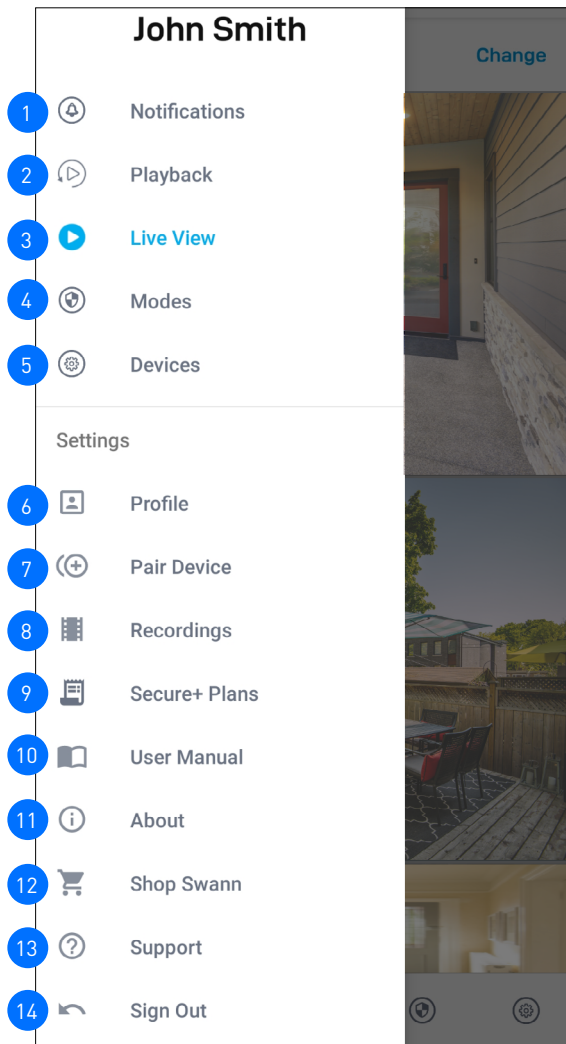 John Smith
Change
1 Notifications
2 Playback
3 Live View
4 Modes
5 Devices
Settings
6 Profile
7 Pair Device
8 Recordings
9 Secure+ Plans
10 User Manual
11 About
12 Shop Swann
13 Support
14 Sign Out